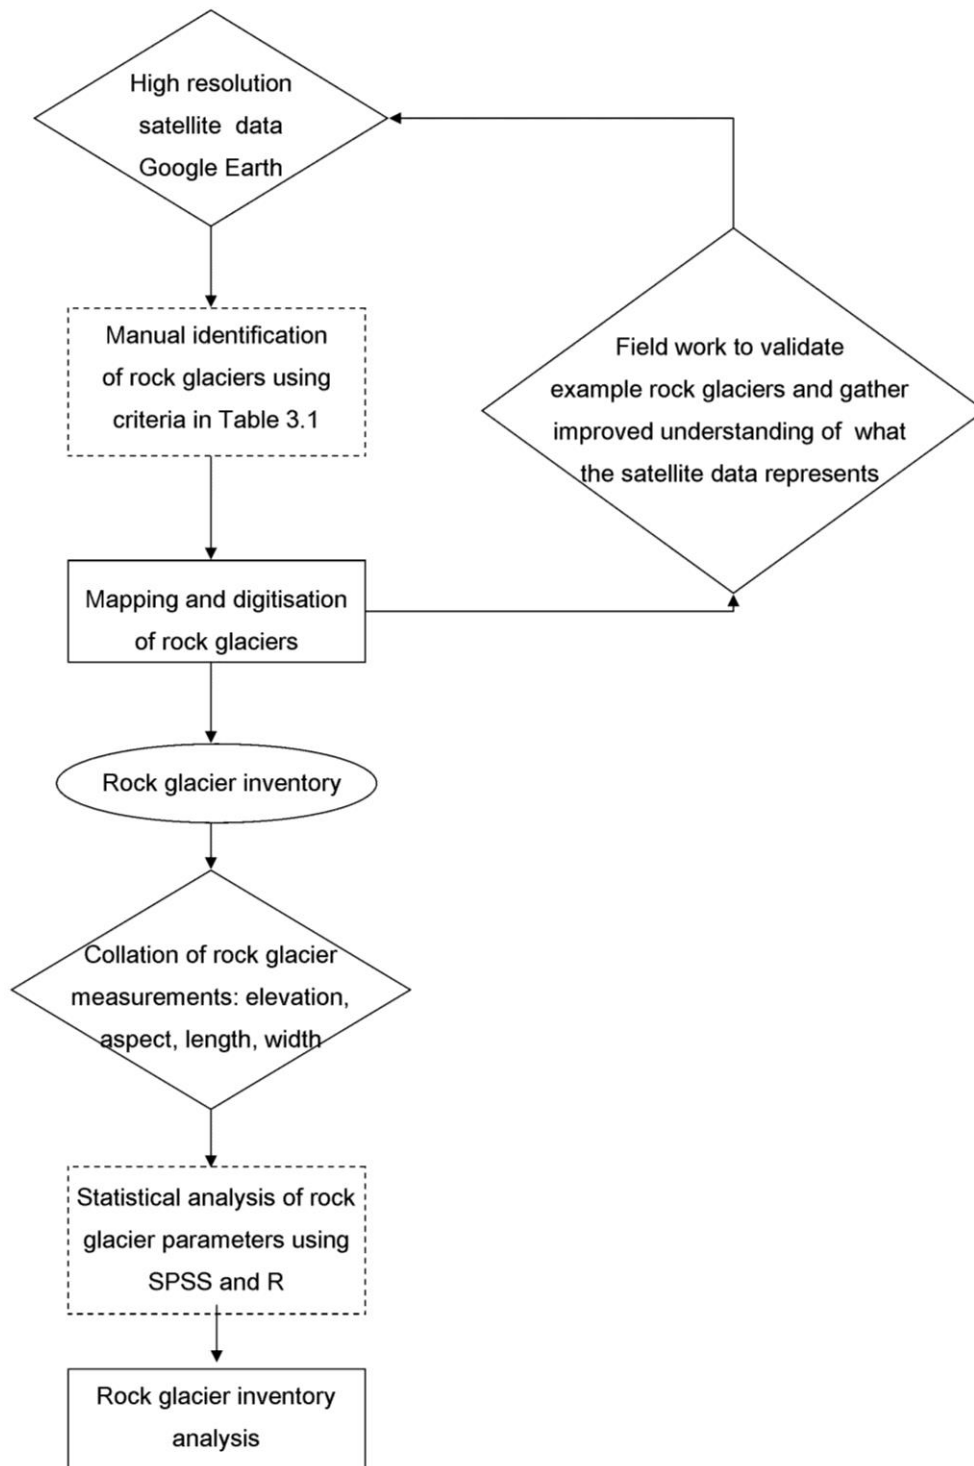 High resolution
satellite data
Google Earth
Manual identification
of rock glaciers using
criteria in Table 3.1
Field work to validate
example rock glaciers and gather
improved understanding of what
the satellite data represents
Mapping and digitisation
of rock glaciers
Rock glacier inventory
Collation of rock glacier
measurements: elevation,
aspect, length, width
Statistical analysis of rock
glacier parameters using
SPSS and R
Rock glacier inventory
analysis